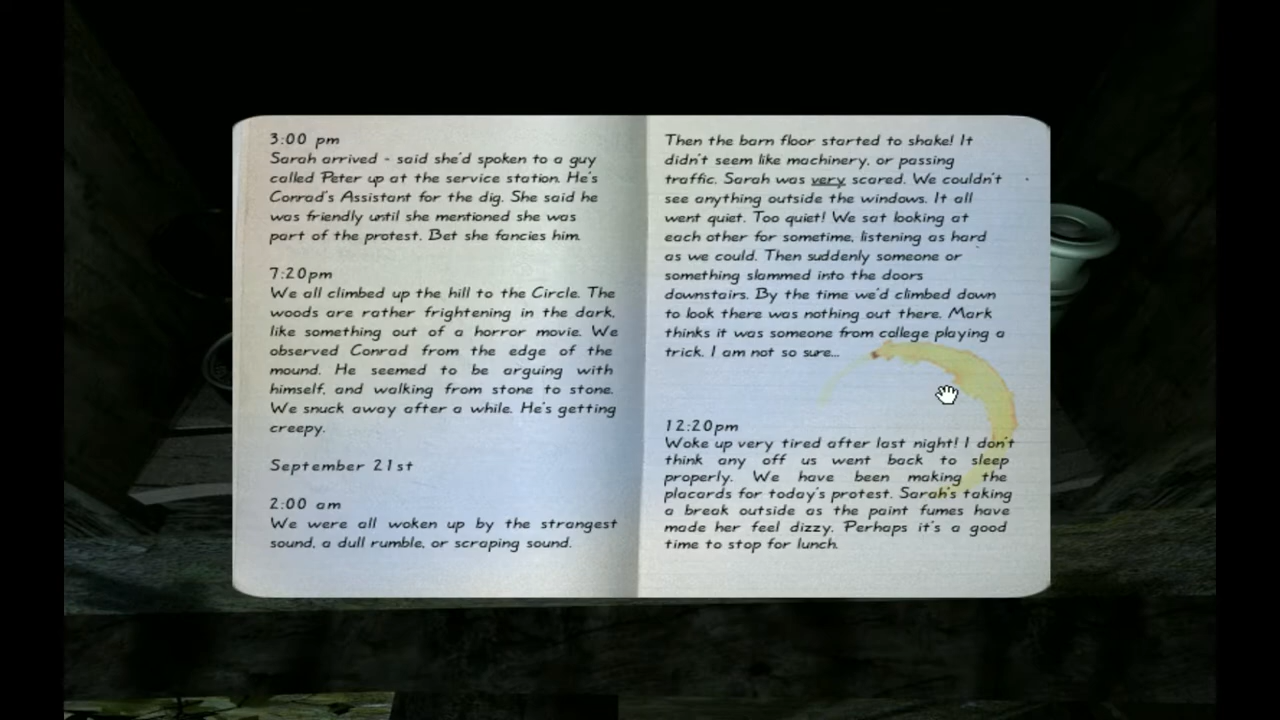 3:00 pm
Sarah arrived - said she'd spoken to a guy
called Peter up at the service station. He's
Conrad's Assistant for the dig. She said he
was friendly until she mentioned she was
part of the protest. Bet she fancies him.
7:20pm
We all climbed up the hill to the Circle. The
woods are rather frightening in the dark,
like something out of a horror movie. We
observed Conrad from the edge of the
mound. He seemed to be arguing with
himself, and walking from stone to stone.
We snuck away after a while. He's getting
creepy.
September 21st
2:00 am
We were all woken up by the strangest
sound, a dull rumble, or scraping sound.
Then the barn floor started to shake! It
didn't seem like machinery, or passing
traffic. Sarah was very scared. We couldn't
see anything outside the windows. It all
went quiet. Too quiet! We sat looking at
each other for sometime, listening as hard
as we could. Then suddenly someone or
something slammed into the doors
downstairs. By the time we'd climbed down
to look there was nothing out there. Mark
thinks it was someone from college playing a
trick. I am not so sure...
12:20pm
Woke up very tired after last night! I don't
think any off us went back to sleep
properly. We have been making the
placards for today's protest. Sarah's taking
a break outside as the paint fumes have
made her feel dizzy. Perhaps it's a good
time to stop for lunch.